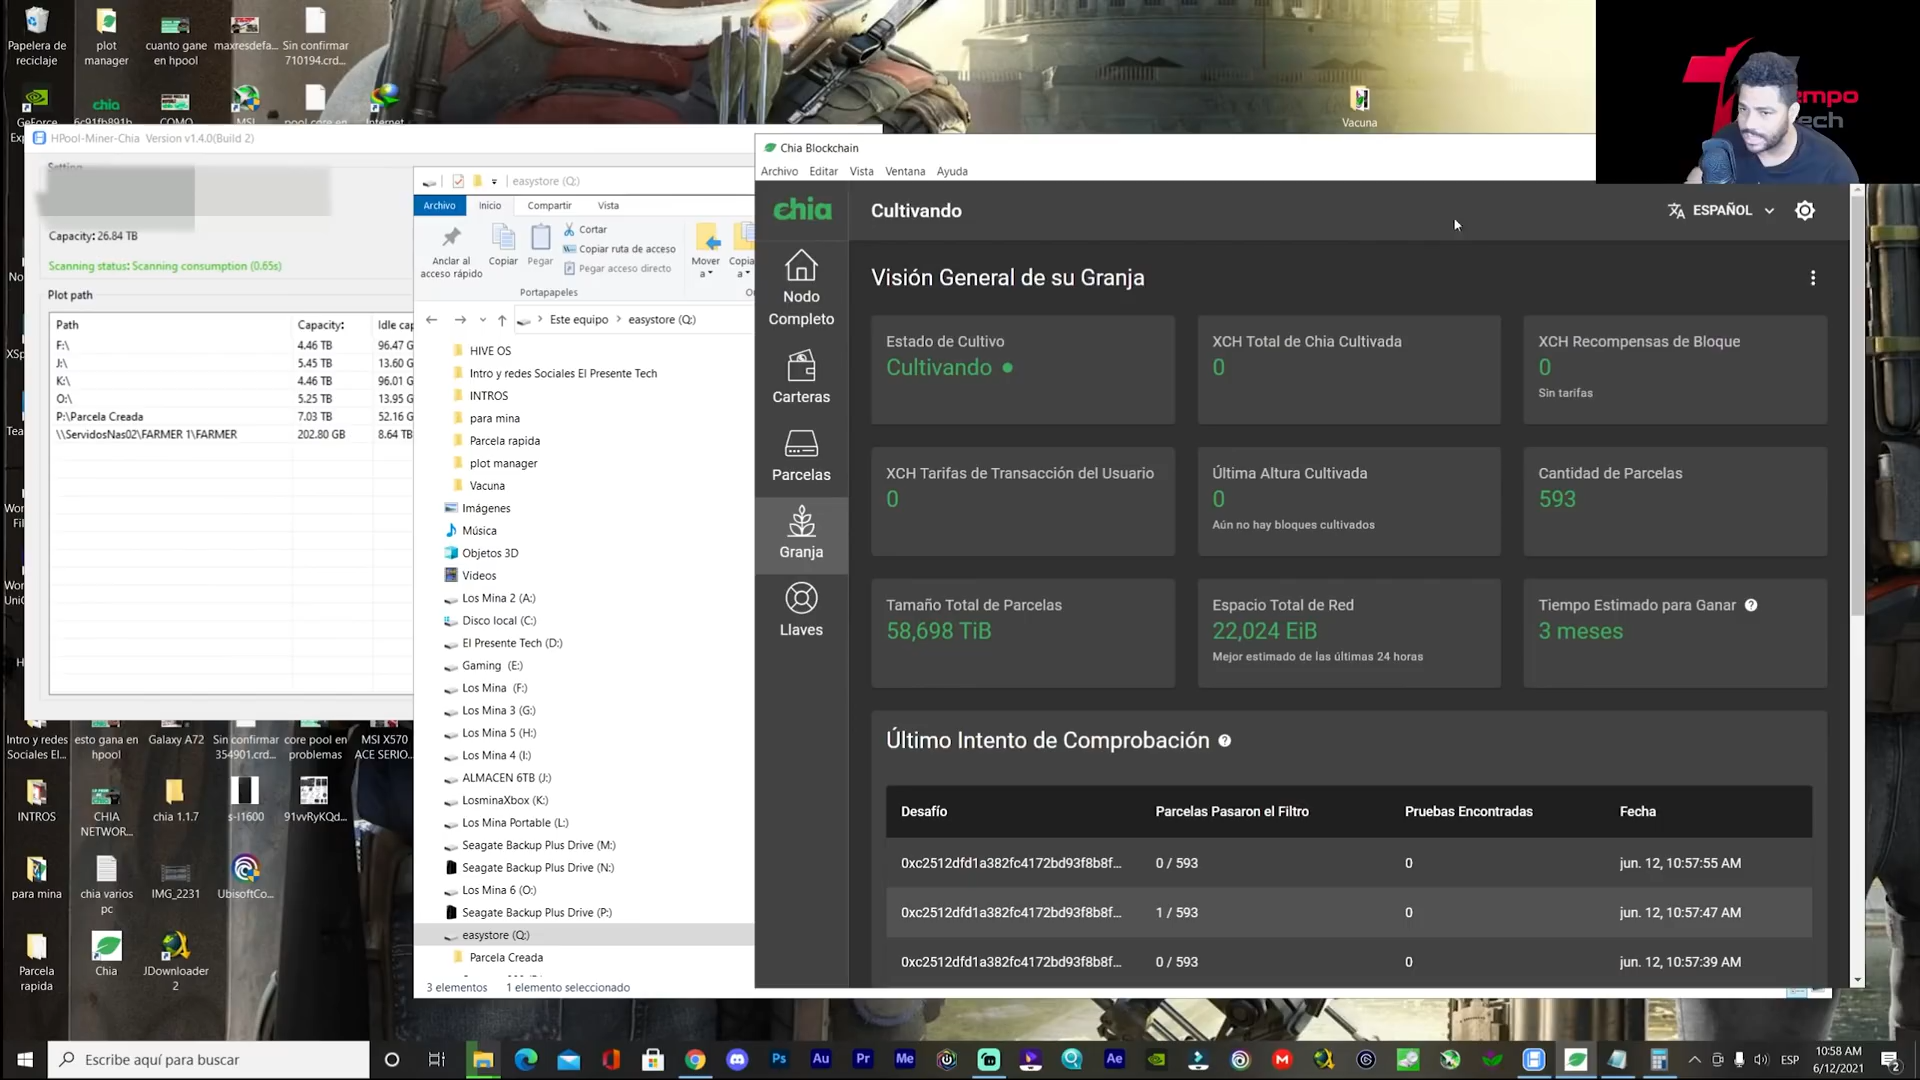 Papelera de
reciclaje
plot
manager
cuanto gane
en hpool
maxresdefa...
Sin confirmar
710194.crd...
GeForce
chia
MSI
Vacuna
HPool-Miner-Chia Version v1.4.0(Build 2)
Setting
Capacity: 26.84 TB
Scanning status: Scanning consumption (0.65s)
Plot path
Path
Capacity:
Idle cap
F:\
4.46 TB
96.47 G
J:\
5.45 TB
13.60 G
K:\
4.46 TB
96.01 G
O:\
5.25 TB
13.95 G
P:\Parcela Creada
7.03 TB
52.16 G
\\ServidosNas02\FARMER 1\FARMER
202.80 GB
8.64 TB
easystore (Q:)
Archivo
Inicio
Compartir
Vista
Anclar al
acceso rápido
Copiar
Pegar
Cortar
Copiar ruta de acceso
Pegar acceso directo
Portapapeles
Mover
a
Copia
a
Este equipo
easystore (Q:)
HIVE OS
Intro y redes Sociales El Presente Tech
INTROS
para mina
Parcela rapida
plot manager
Vacuna
Imágenes
Música
Objetos 3D
Videos
Los Mina 2 (A:)
Disco local (C:)
El Presente Tech (D:)
Gaming (E:)
Los Mina (F:)
Los Mina 3 (G:)
Los Mina 5 (H:)
Los Mina 4 (I:)
ALMACEN 6TB (J:)
LosminaXbox (K:)
Los Mina Portable (L:)
Seagate Backup Plus Drive (M:)
Seagate Backup Plus Drive (N:)
Los Mina 6 (O:)
Seagate Backup Plus Drive (P:)
easystore (Q:)
Parcela Creada
3 elementos
1 elemento seleccionado
Chia Blockchain
Archivo
Editar
Vista
Ventana
Ayuda
chia
Nodo
Completo
Carteras
Parcelas
Granja
Llaves
Cultivando
ESPAÑOL
Visión General de su Granja
Estado de Cultivo
Cultivando
XCH Total de Chia Cultivada
0
XCH Recompensas de Bloque
0
Sin tarifas
XCH Tarifas de Transacción del Usuario
0
Última Altura Cultivada
0
Aún no hay bloques cultivados
Cantidad de Parcelas
593
Tamaño Total de Parcelas
58,698 TiB
Espacio Total de Red
22,024 EiB
Mejor estimado de las últimas 24 horas
Tiempo Estimado para Ganar
3 meses
Último Intento de Comprobación
Desafío
Parcelas Pasaron el Filtro
Pruebas Encontradas
Fecha
0xc2512dfd1a382fc4172bd93f8b8f...
0 / 593
0
jun. 12, 10:57:55 AM
0xc2512dfd1a382fc4172bd93f8b8f...
1 / 593
0
jun. 12, 10:57:47 AM
0xc2512dfd1a382fc4172bd93f8b8f...
0 / 593
0
jun. 12, 10:57:39 AM
Intro y redes
Sociales El...
esto gana en
hpool
Galaxy A72
Sin confirmar
354901.crd...
core pool en
problemas
MSI X570
ACE SERIO...
INTROS
CHIA
NETWOR...
chia 1.1.7
s-l1600
91vvRyKQd...
para mina
chia varios
pc
IMG_2231
UbisoftCo...
Parcela
rapida
Chia
JDownloader
2
Escribe aquí para buscar
Ps
Au
Pr
Me
Ae
ESP
10:58 AM
6/12/2021
2